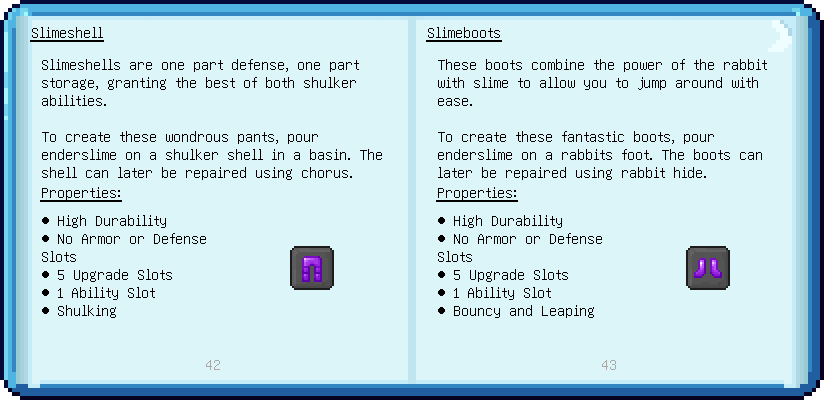 Slimeshell
Slimeshells are one part defense, one part
storage, granting the best of both shulker
abilities.
To create these wondrous pants, pour
enderslime on a shulker shell in a basin. The
shell can later be repaired using chorus.
Properties:
● High Durability
● No Armor or Defense
Slots
● 5 Upgrade Slots
● 1 Ability Slot
● Shulking
42
Slimeboots
These boots combine the power of the rabbit
with slime to allow you to jump around with
ease.
To create these fantastic boots, pour
enderslime on a rabbits foot. The boots can
later be repaired using rabbit hide.
Properties:
● High Durability
● No Armor or Defense
Slots
● 5 Upgrade Slots
● 1 Ability Slot
● Bouncy and Leaping
43